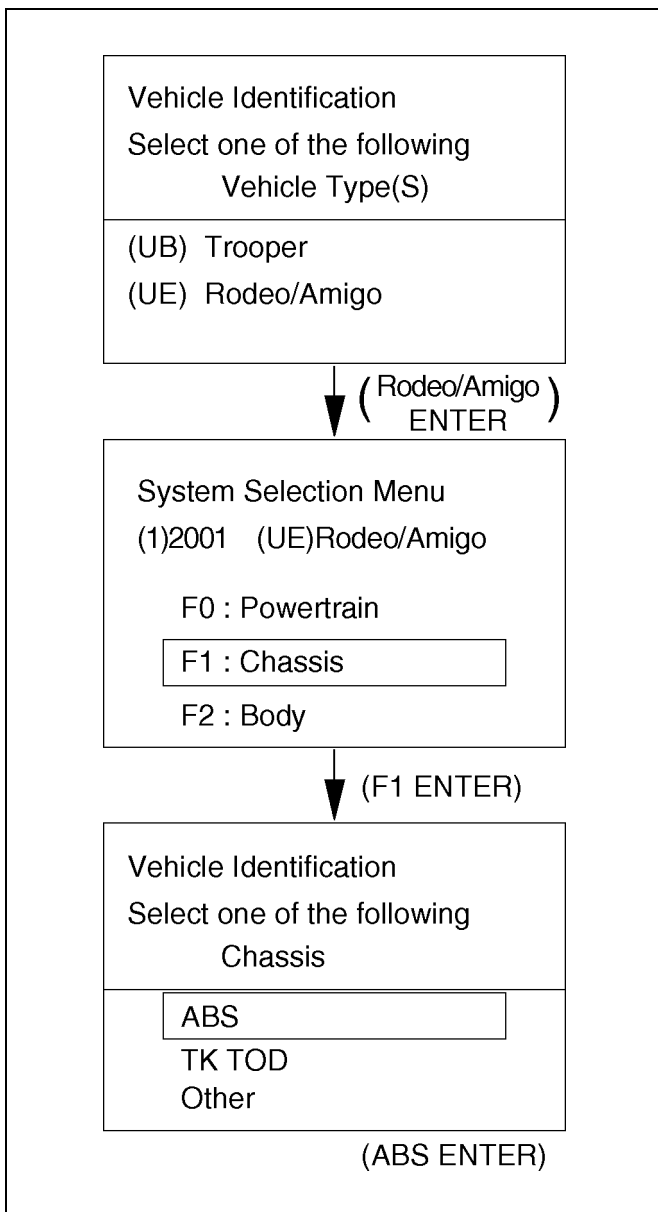 Vehicle Identification
Select one of the following
Vehicle Type(S)
(UB) Trooper
(UE) Rodeo/Amigo
(Rodeo/Amigo
ENTER)
System Selection Menu
(1)2001 (UE)Rodeo/Amigo
F0 : Powertrain
F1 : Chassis
F2 : Body
(F1 ENTER)
Vehicle Identification
Select one of the following
Chassis
ABS
TK TOD
Other
(ABS ENTER)